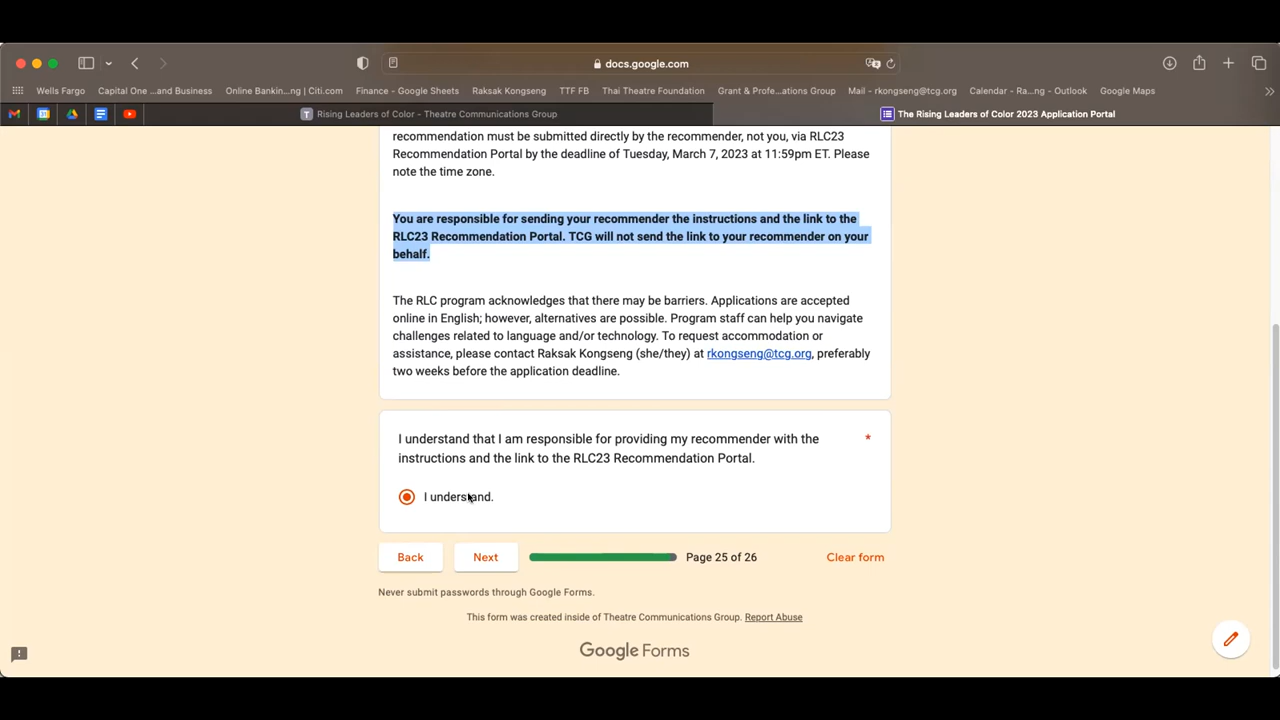 docs.google.com
Wells Fargo
Capital One ...and Business
Online Bankin...ng | Citi.com
Finance - Google Sheets
Raksak Kongseng
TTF FB
Thai Theatre Foundation
Grant & Profe...ations Group
Mail - rkongseng@tcg.org
Calendar - Ra...ng - Outlook
Google Maps
Rising Leaders of Color - Theatre Communications Group
The Rising Leaders of Color 2023 Application Portal
recommendation must be submitted directly by the recommender, not you, via RLC23
Recommendation Portal by the deadline of Tuesday, March 7, 2023 at 11:59pm ET. Please
note the time zone.
You are responsible for sending your recommender the instructions and the link to the
RLC23 Recommendation Portal. TCG will not send the link to your recommender on your
behalf.
The RLC program acknowledges that there may be barriers. Applications are accepted
online in English; however, alternatives are possible. Program staff can help you navigate
challenges related to language and/or technology. To request accommodation or
assistance, please contact Raksak Kongseng (she/they) at rkongseng@tcg.org, preferably
two weeks before the application deadline.
I understand that I am responsible for providing my recommender with the *
instructions and the link to the RLC23 Recommendation Portal.
I understand.
Back
Next
Page 25 of 26
Clear form
Never submit passwords through Google Forms.
This form was created inside of Theatre Communications Group. Report Abuse
Google Forms